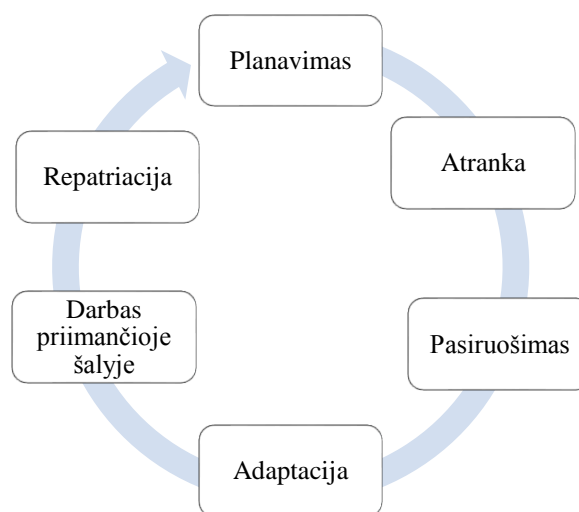 Planavimas
Atranka
Pasiruošimas
Adaptacija
Darbas
priimančioje
šalyje
Repatriacija